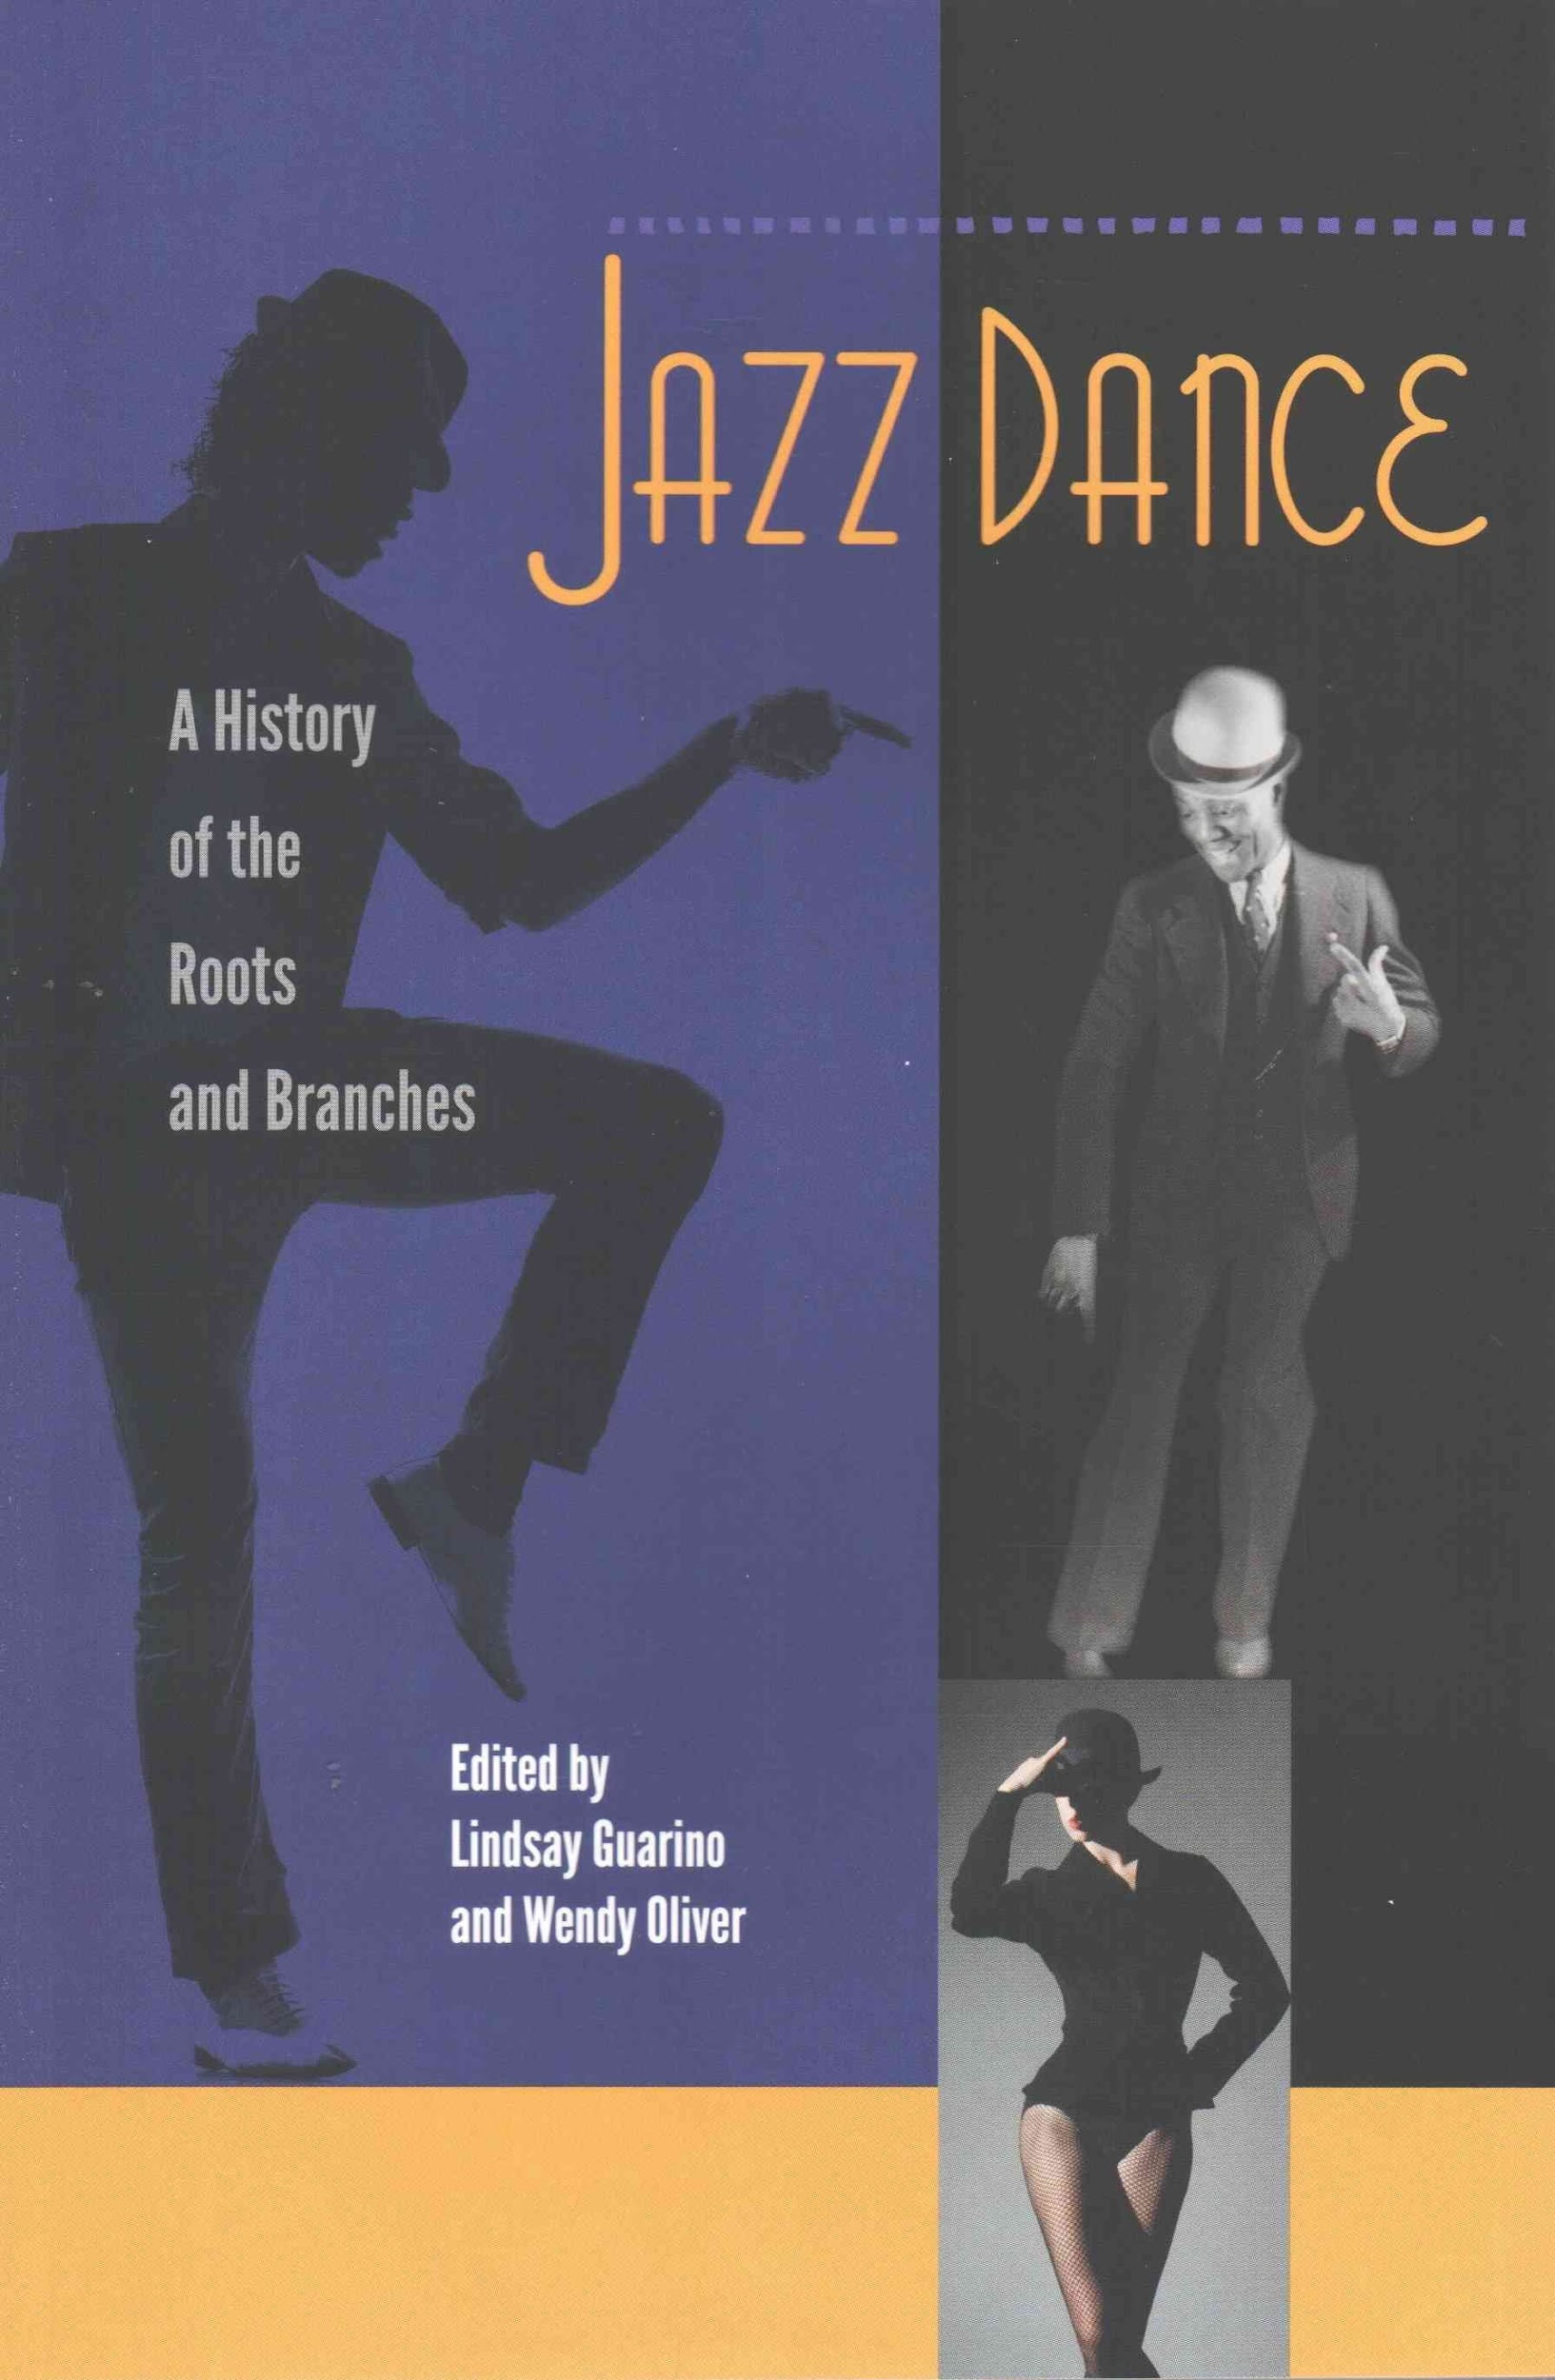 Jazz Dance
A History
of the
Roots
and Branches
Edited by
Lindsay Guarino
and Wendy Oliver